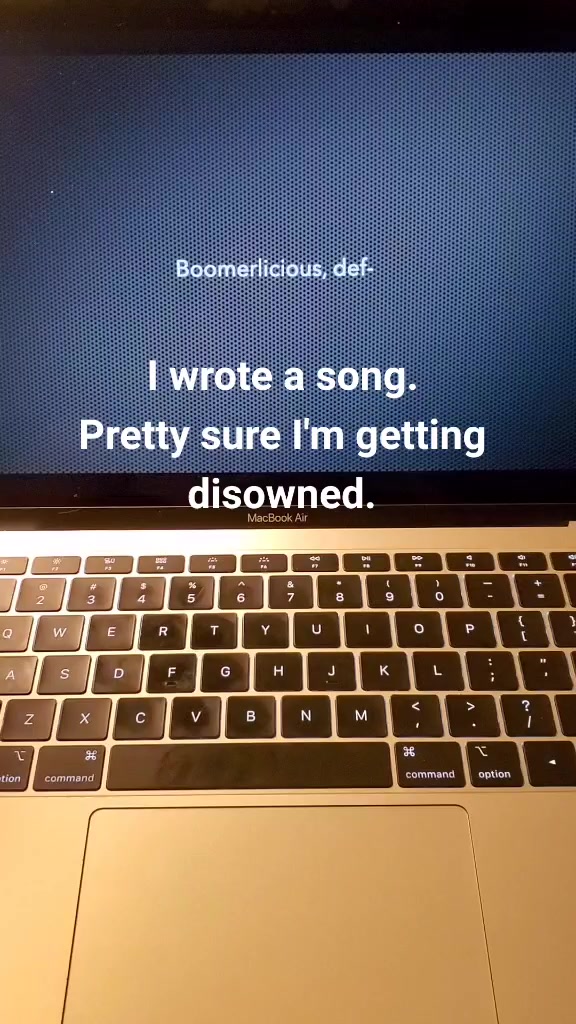 Boomerlicious, def-
I wrote a song.
Pretty sure I'm getting
disowned.
MacBook Air
F1 F2 F3 F4 F5 F6 F7 F8 F9 F10 F11
@ # $ % ^ & * ( ) — +
2 3 4 5 6 7 8 9 0 - =
Q W E R T Y U I O P { [ }
A S D F G H J K L : ; " '
Z X C V B N M < , > . ? /
command command option